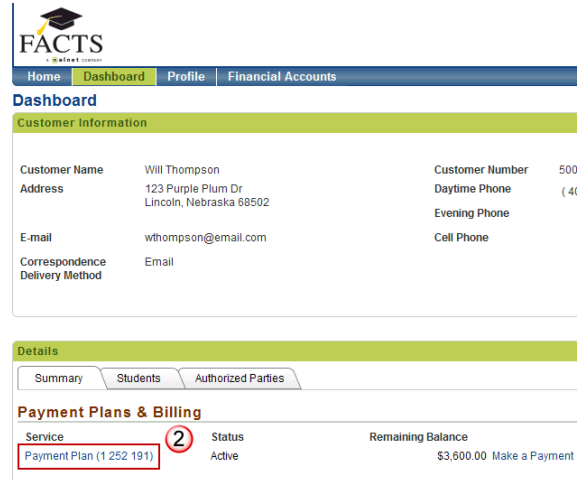 FACTS
a nelnet company
Home Dashboard Profile Financial Accounts
Dashboard
Customer Information
Customer Name Will Thompson Customer Number 500
Address 123 Purple Plum Dr Daytime Phone ( 40
Lincoln, Nebraska 68502
Evening Phone
E-mail wthompson@email.com Cell Phone
Correspondence Email
Delivery Method
Details
Summary Students Authorized Parties
Payment Plans & Billing
Service 2 Status Remaining Balance
Payment Plan (1 252 191) Active $3,600.00 Make a Payment